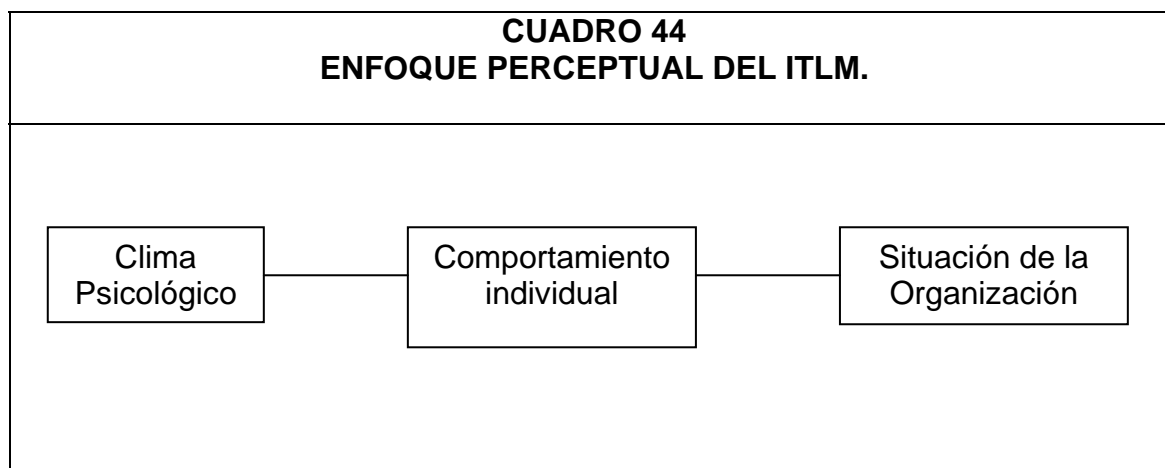 CUADRO 44
ENFOQUE PERCEPTUAL DEL ITLM.
Clima
Psicológico
Comportamiento
individual
Situación de la
Organización